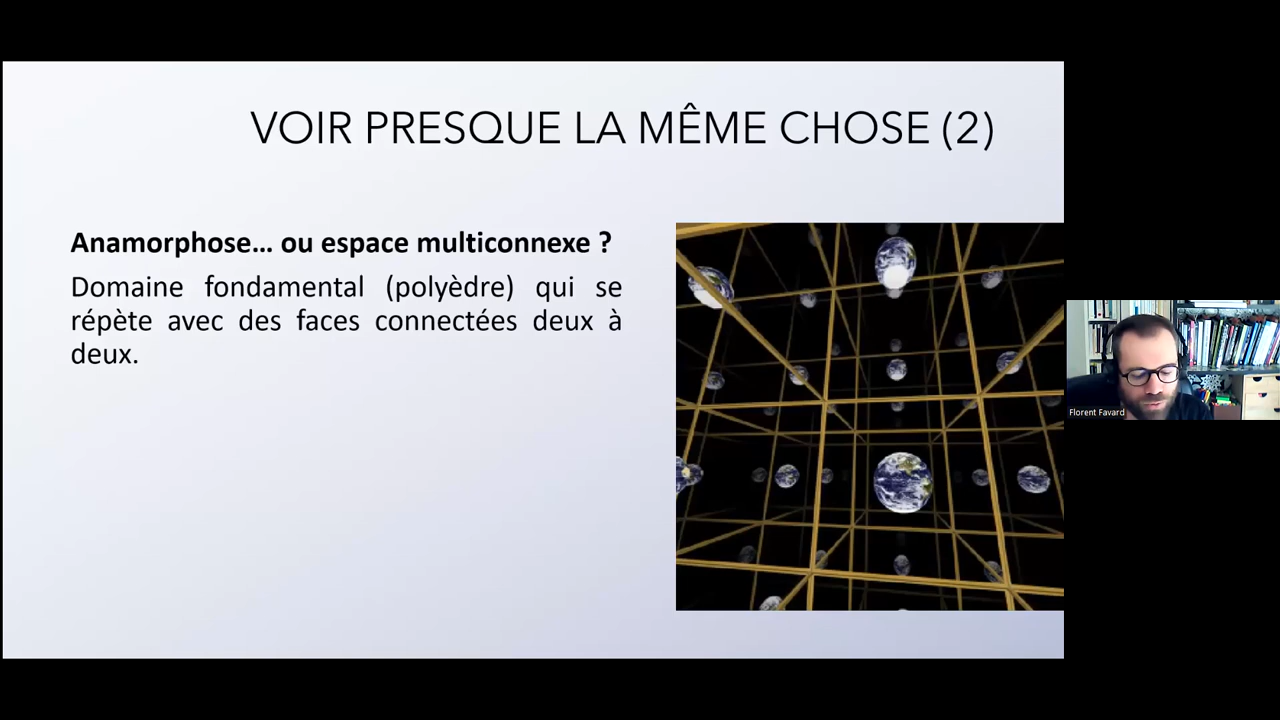 VOIR PRESQUE LA MÊME CHOSE (2)
Anamorphose... ou espace multiconnexe ?
Domaine fondamental (polyèdre) qui se
répète avec des faces connectées deux à
deux.
Florent Favard